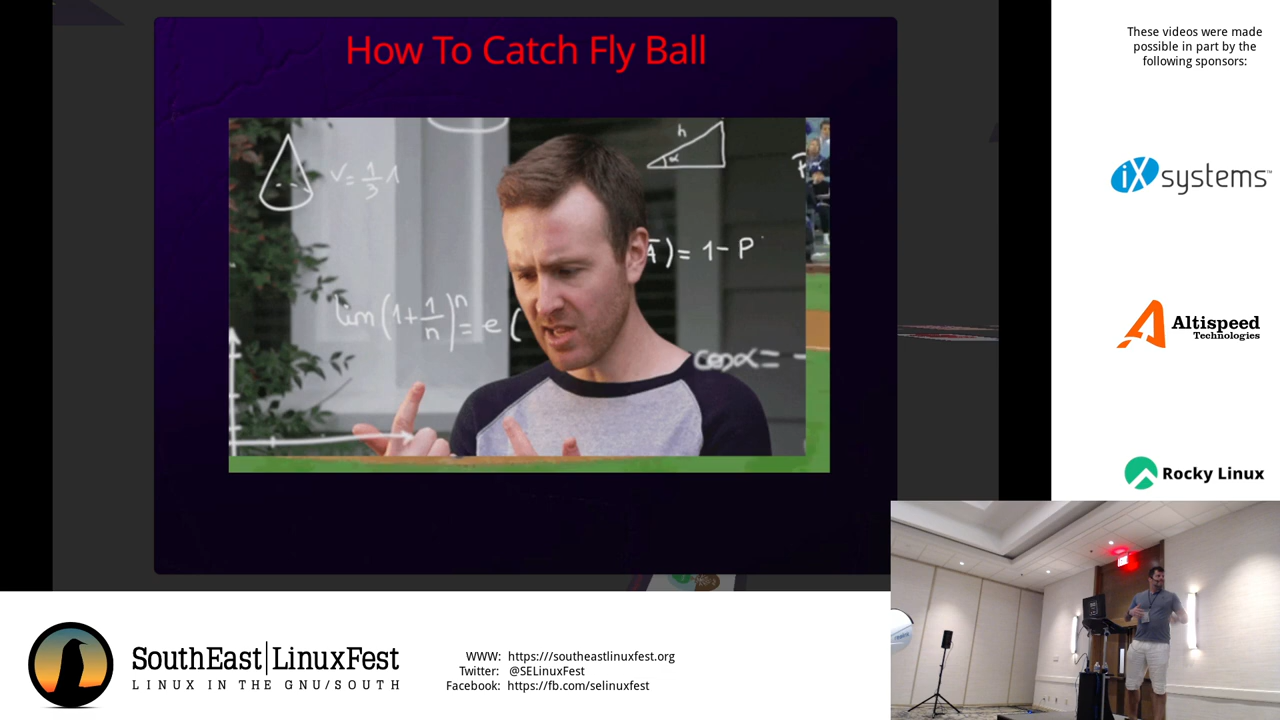 How To Catch Fly Ball
V = 1/3 λ
h
α
lim(1+1/n)^n = e
A) = 1 - P
cosα =
These videos were made
possible in part by the
following sponsors:
iXsystems™
Altispeed
Technologies
Rocky Linux
SouthEast|LinuxFest
LINUX IN THE GNU/SOUTH
WWW: https:///southeastlinuxfest.org
Twitter: @SELinuxFest
Facebook: https://fb.com/selinuxfest